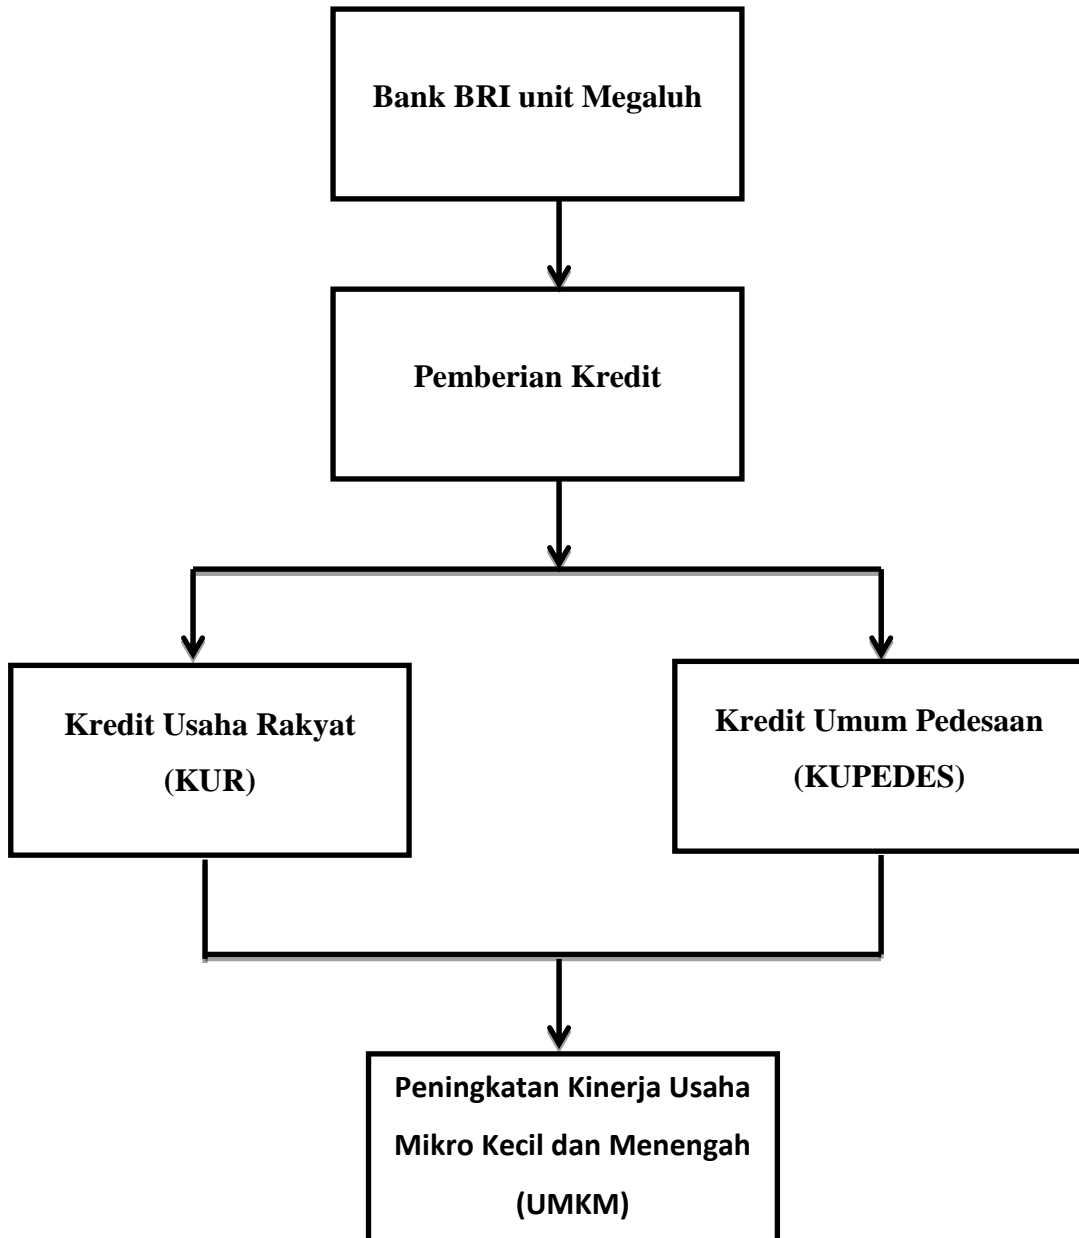 Bank BRI unit Megaluh
Pemberian Kredit
Kredit Usaha Rakyat
(KUR)
Kredit Umum Pedesaan
(KUPEDES)
Peningkatan Kinerja Usaha
Mikro Kecil dan Menengah
(UMKM)